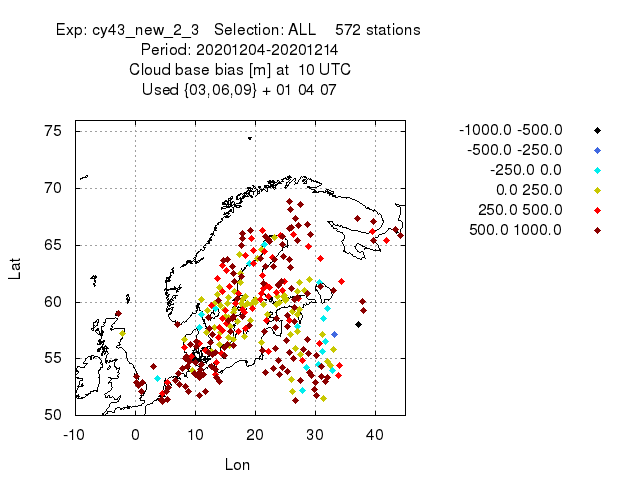 Exp: cy43_new_2_3   Selection: ALL    572 stations
Period: 20201204-20201214
Cloud base bias [m] at  10 UTC
Used {03,06,09} + 01 04 07
-1000.0 -500.0
-500.0 -250.0
-250.0 0.0
0.0 250.0
250.0 500.0
500.0 1000.0
75
70
65
60
55
50
Lat
-10 0 10 20 30 40
Lon